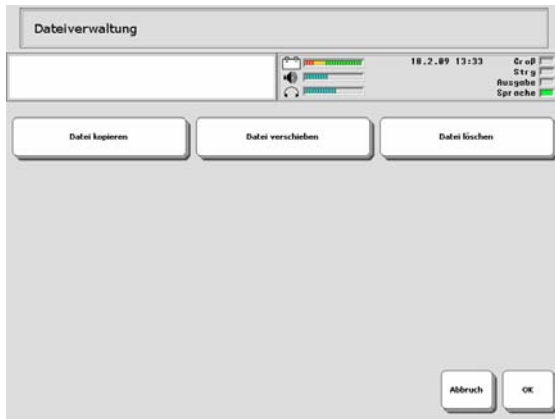 Dateiverwaltung
18.2.09 13:33
Groß
Strg
Ausgabe
Sprache
Datei kopieren
Datei verschieben
Datei löschen
Abbruch
OK